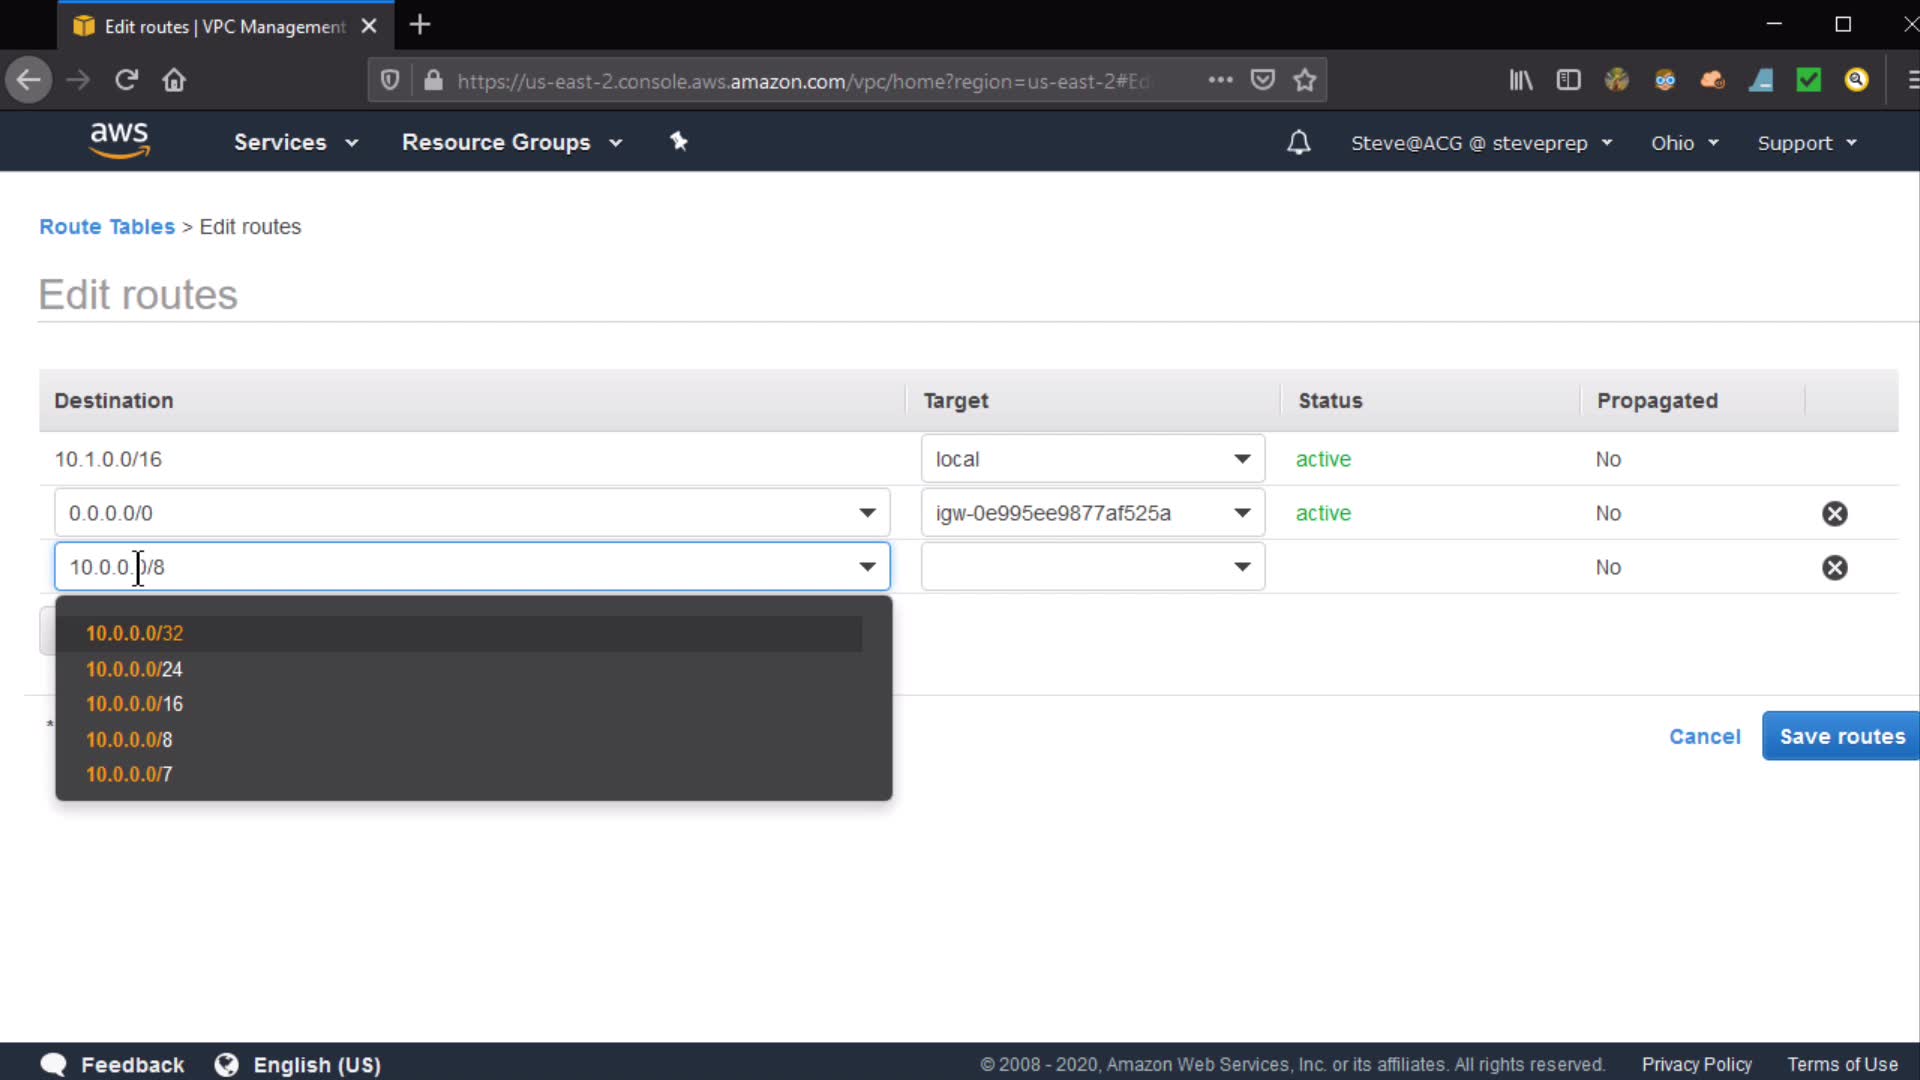 Edit routes | VPC Management
https://us-east-2.console.aws.amazon.com/vpc/home?region=us-east-2#Ed
aws
Services
Resource Groups
Steve@ACG @ steveprep
Ohio
Support
Route Tables > Edit routes
Edit routes
Destination Target Status Propagated
10.1.0.0/16 local active No
0.0.0.0/0 igw-0e995ee9877af525a active No
10.0.0.0/8 No
10.0.0.0/32
10.0.0.0/24
10.0.0.0/16
10.0.0.0/8
10.0.0.0/7
*
Cancel Save routes
Feedback English (US) © 2008 - 2020, Amazon Web Services, Inc. or its affiliates. All rights reserved. Privacy Policy Terms of Use